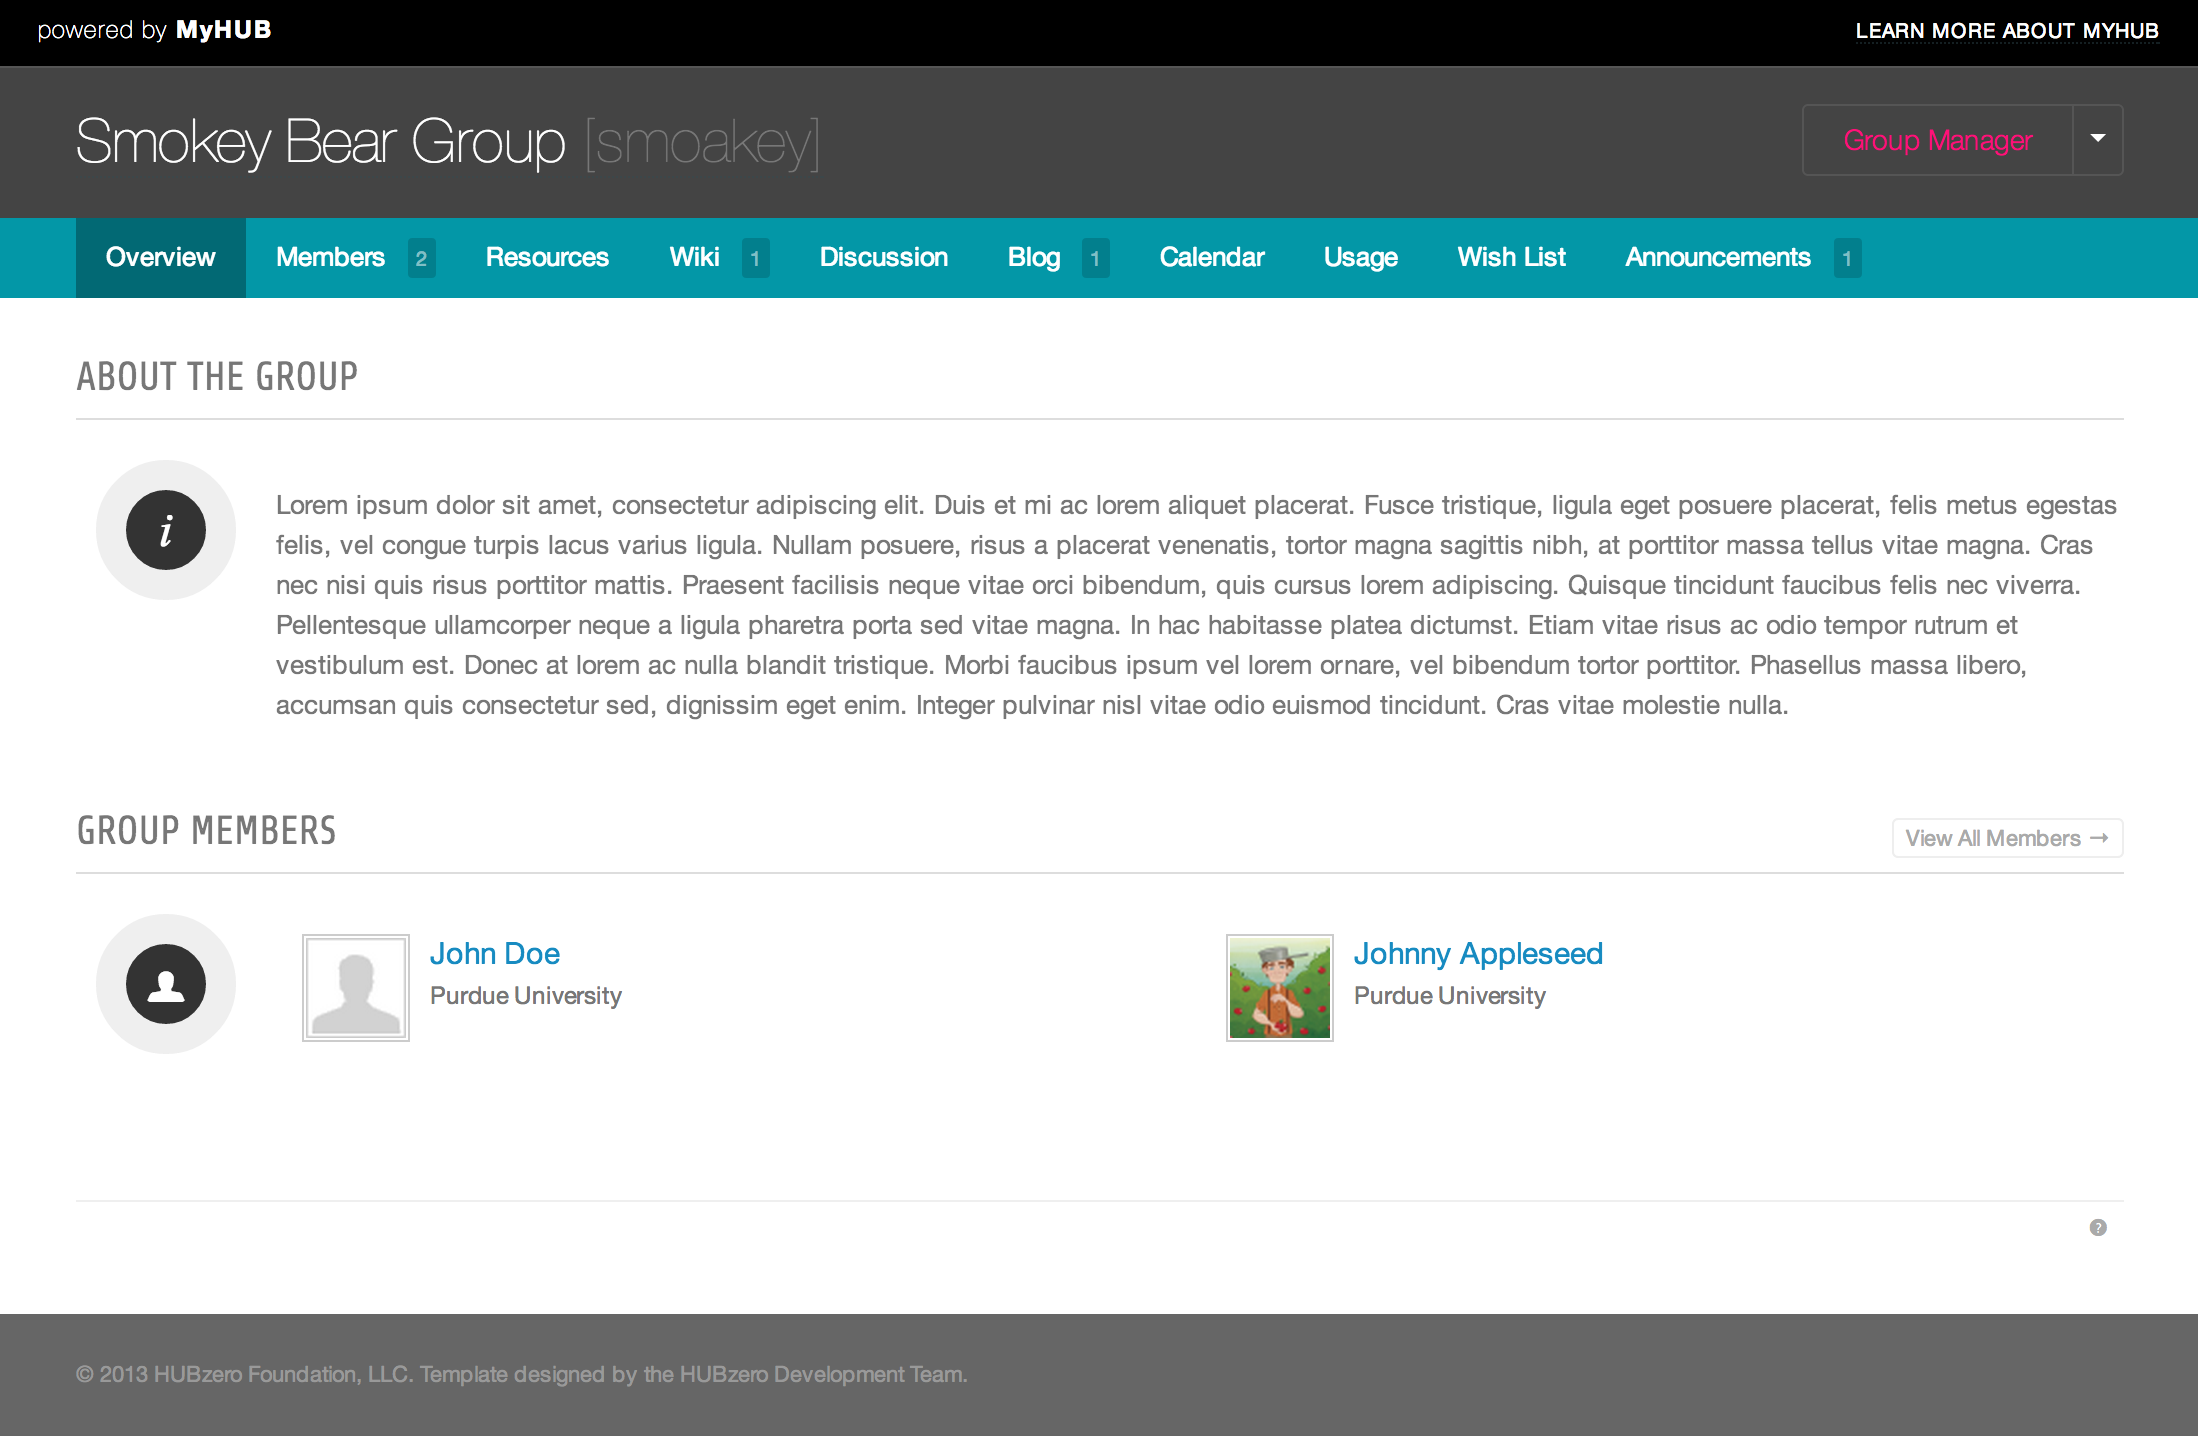 powered by MyHUB
LEARN MORE ABOUT MYHUB
Smokey Bear Group [smoakey]
Group Manager
Overview Members 2 Resources Wiki 1 Discussion Blog 1 Calendar Usage Wish List Announcements 1
ABOUT THE GROUP
i
Lorem ipsum dolor sit amet, consectetur adipiscing elit. Duis et mi ac lorem aliquet placerat. Fusce tristique, ligula eget posuere placerat, felis metus egestas
felis, vel congue turpis lacus varius ligula. Nullam posuere, risus a placerat venenatis, tortor magna sagittis nibh, at porttitor massa tellus vitae magna. Cras
nec nisi quis risus porttitor mattis. Praesent facilisis neque vitae orci bibendum, quis cursus lorem adipiscing. Quisque tincidunt faucibus felis nec viverra.
Pellentesque ullamcorper neque a ligula pharetra porta sed vitae magna. In hac habitasse platea dictumst. Etiam vitae risus ac odio tempor rutrum et
vestibulum est. Donec at lorem ac nulla blandit tristique. Morbi faucibus ipsum vel lorem ornare, vel bibendum tortor porttitor. Phasellus massa libero,
accumsan quis consectetur sed, dignissim eget enim. Integer pulvinar nisl vitae odio euismod tincidunt. Cras vitae molestie nulla.
GROUP MEMBERS
View All Members →
John Doe
Purdue University
Johnny Appleseed
Purdue University
?
© 2013 HUBzero Foundation, LLC. Template designed by the HUBzero Development Team.